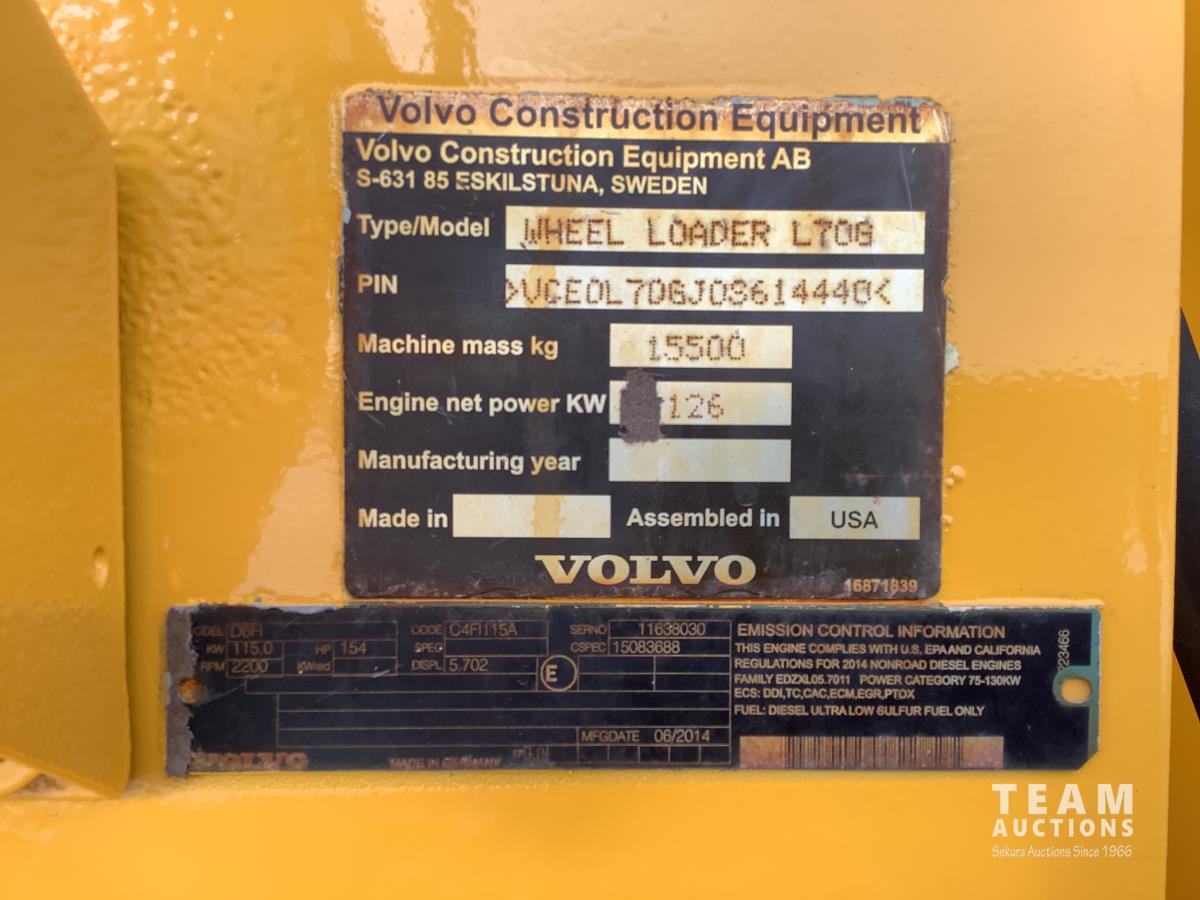 Volvo Construction Equipment
Volvo Construction Equipment AB
S-631 85 ESKILSTUNA, SWEDEN
Type/Model WHEEL LOADER L70G
PIN >VCE0L70GJ0S614440<
Machine mass kg 15500
Engine net power KW 126
Manufacturing year
Made in Assembled in USA
VOLVO
16871839
MODEL D6FI CODE C4FI115A SERNO 11638030
KW 115,0 HP 154 SPEC CSPEC 15083688
RPM 2200 KWed DISPL 5.702
E
MFGDATE 06/2014
VOLVO MADE IN GERMANY
EMISSION CONTROL INFORMATION
THIS ENGINE COMPLIES WITH U.S. EPA AND CALIFORNIA
REGULATIONS FOR 2014 NONROAD DIESEL ENGINES
FAMILY EDZXL05.7011 POWER CATEGORY 75-130KW
ECS: DDI,TC,CAC,ECM,EGR,PTOX
FUEL: DIESEL ULTRA LOW SULFUR FUEL ONLY
TEAM
AUCTIONS
Sekura Auctions Since 1966